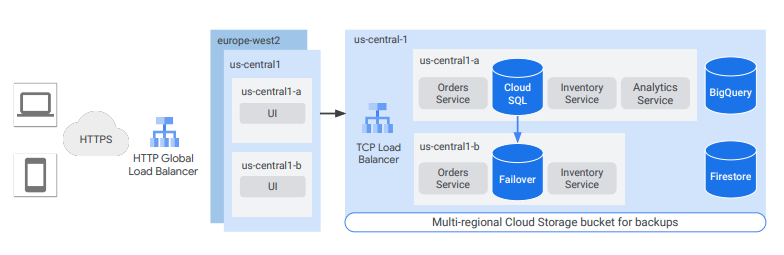 HTTPS
HTTP Global
Load Balancer
europe-west2
us-central1
us-central1-a
UI
us-central1-b
UI
TCP Load
Balancer
us-central-1
us-central1-a
Orders
Service
Cloud
SQL
Inventory
Service
Analytics
Service
us-central1-b
Orders
Service
Failover
Inventory
Service
BigQuery
Firestore
Multi-regional Cloud Storage bucket for backups